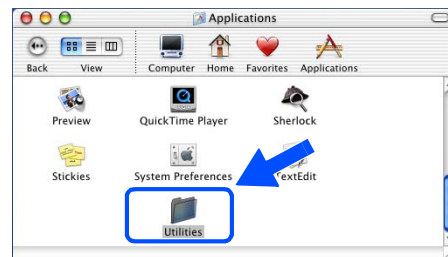 Applications
Back View Computer Home Favorites Applications
Preview QuickTime Player Sherlock
Stickies System Preferences TextEdit
Utilities